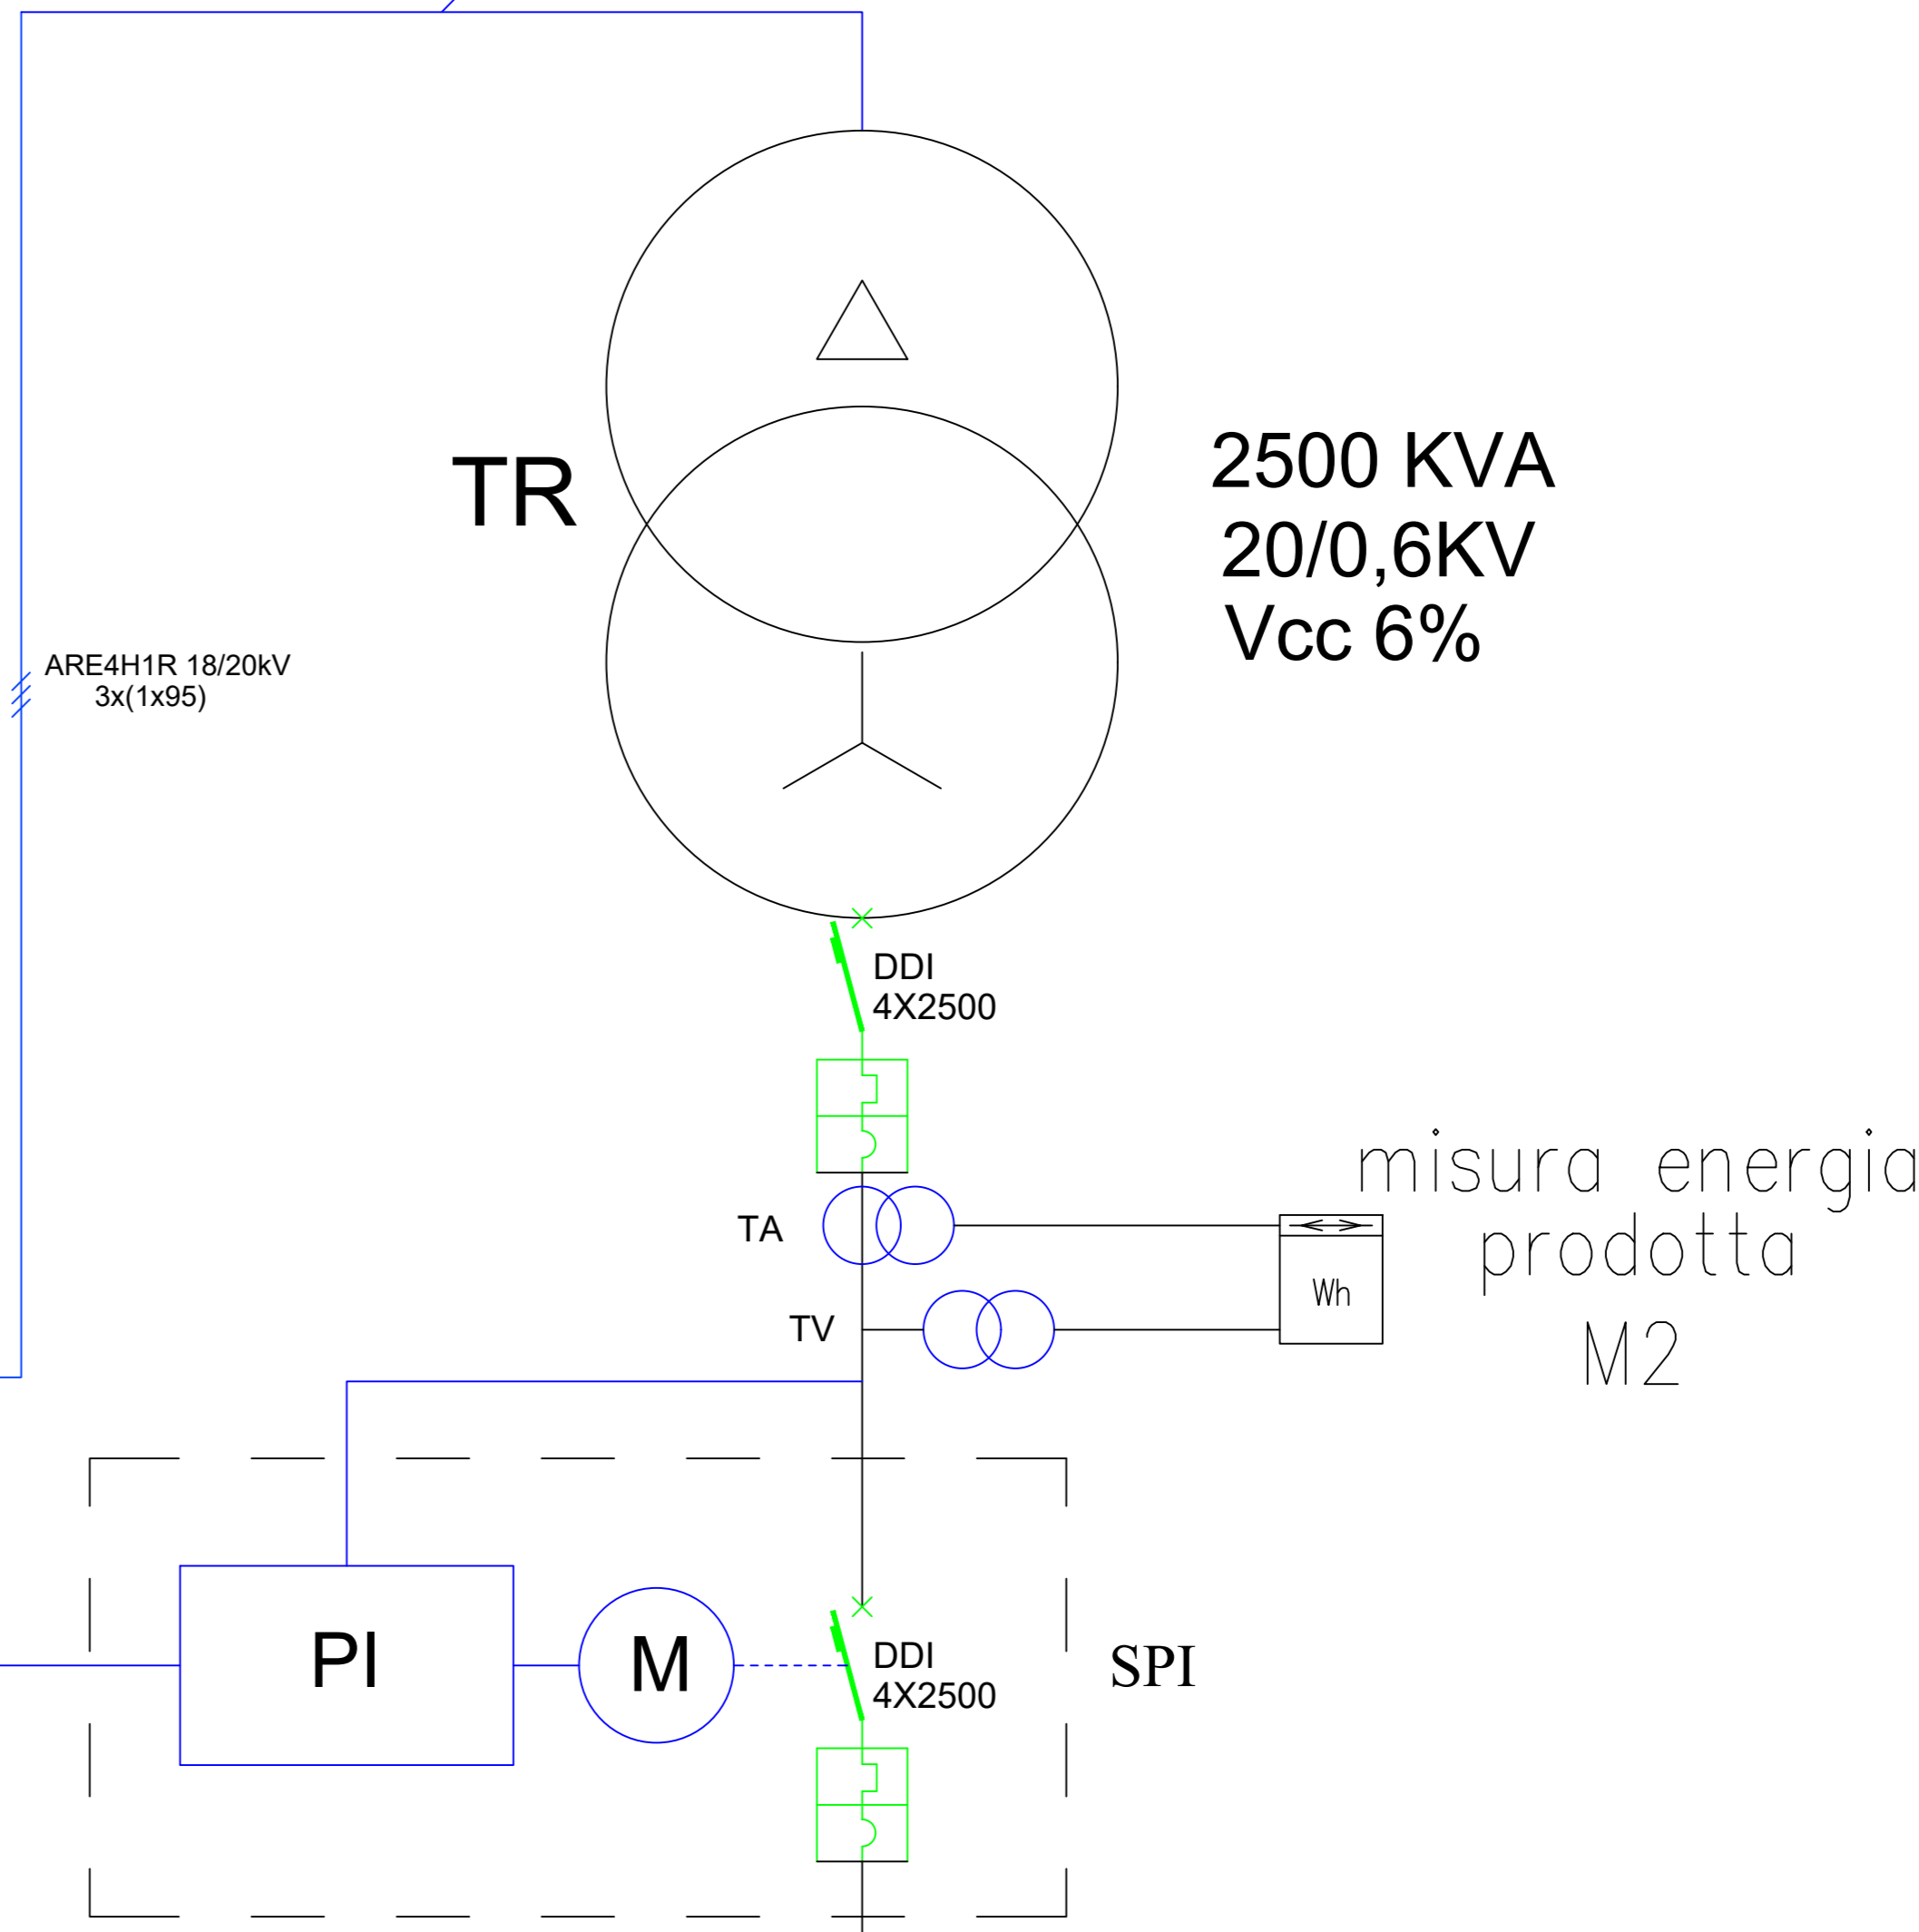 TR
2500 KVA
20/0,6KV
Vcc 6%
ARE4H1R 18/20kV
3x(1x95)
DDI
4X2500
misura energia
prodotta
M2
TA
Wh
TV
PI
M
DDI
4X2500
SPI